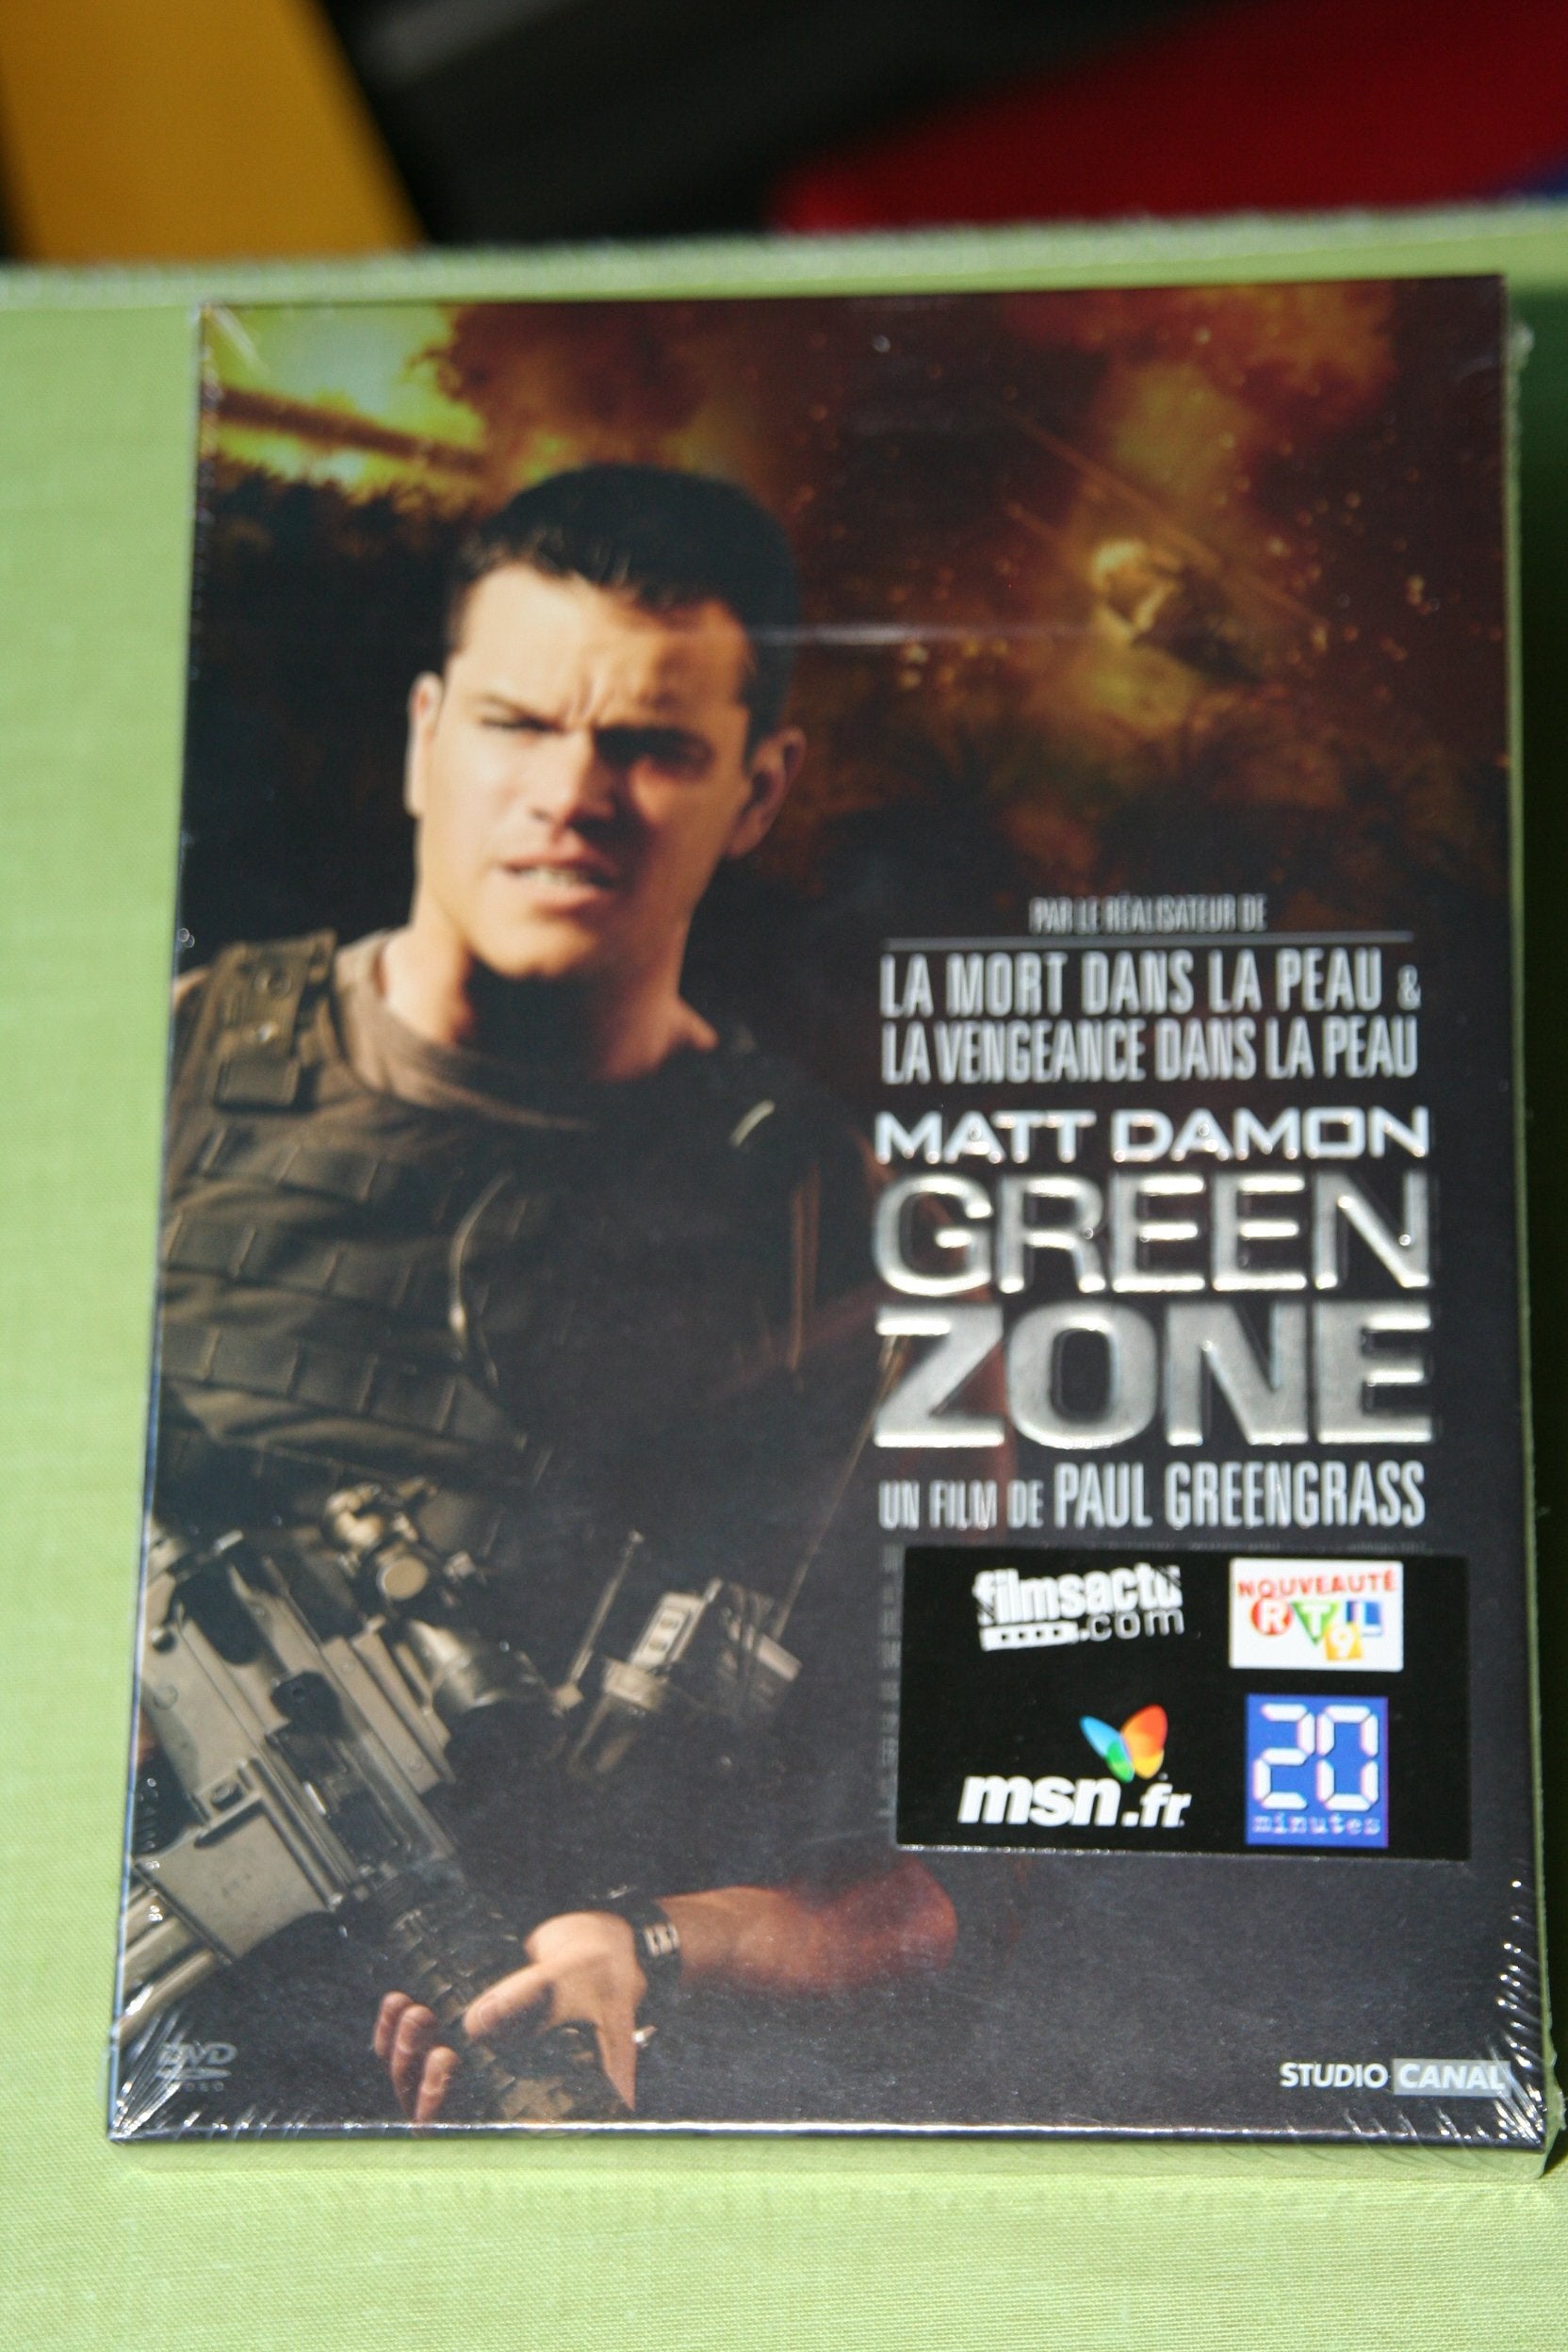 PAR LE RÉALISATEUR DE
LA MORT DANS LA PEAU &
LA VENGEANCE DANS LA PEAU
MATT DAMON
GREEN
ZONE
UN FILM DE PAUL GREENGRASS
filmsactu
.com
NOUVEAUTÉ
RTL
9
msn.fr
20
minutes
DVD
VIDEO
STUDIO CANAL